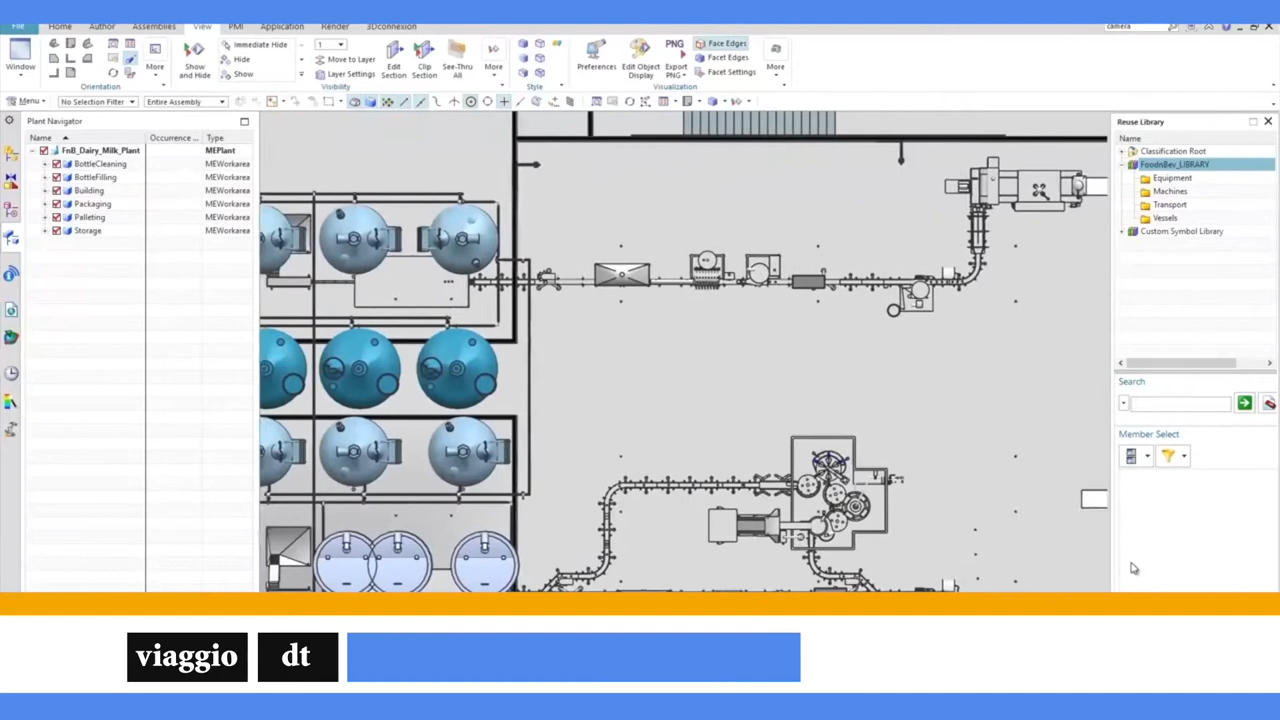 File Home Author Assemblies View PMI Application Render 3Dconnexion camera
Window
More
Orientation
Show and Hide
Immediate Hide
Hide
Show
1
Move to Layer
Layer Settings
Visibility
Edit Section
Clip Section
See-Thru All
More
Style
Preferences
Edit Object Display
PNG
Export PNG
Face Edges
Facet Edges
Facet Settings
Visualization
More
Menu No Selection Filter Entire Assembly
Plant Navigator
Name Occurrence ... Type
FnB_Dairy_Milk_Plant MEPlant
BottleCleaning MEWorkarea
BottleFilling MEWorkarea
Building MEWorkarea
Packaging MEWorkarea
Palleting MEWorkarea
Storage MEWorkarea
Reuse Library
Name
Classification Root
FoodnBev_LIBRARY
Equipment
Machines
Transport
Vessels
Custom Symbol Library
Search
Member Select
viaggio dt